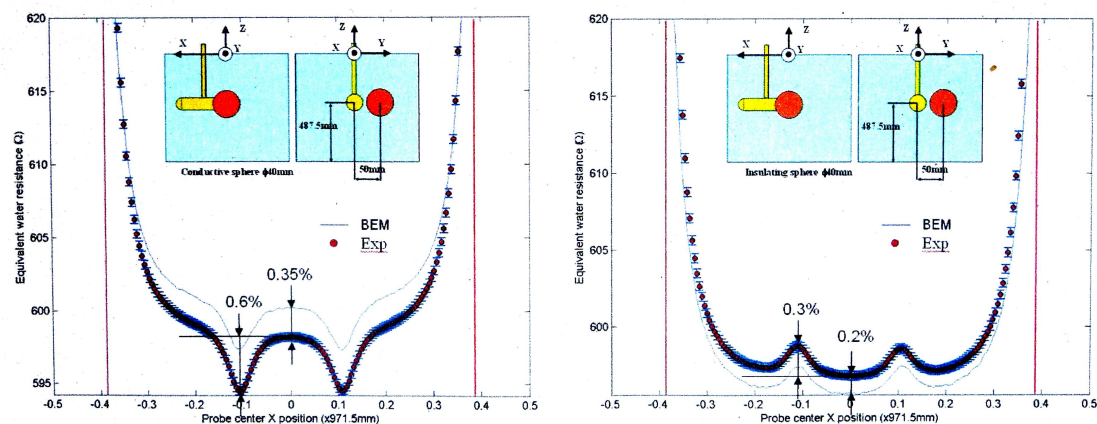 620
615
610
605
600
595
Equivalent water resistance Ω
Z
X
Y
Z
X
Y
487.5mm
50mm
Conductive sphere ϕ40mm
BEM
Exp
0.35%
0.6%
-0.5 -0.4 -0.3 -0.2 -0.1 0 0.1 0.2 0.3 0.4 0.5
Probe center X position (x971.5mm)
620
615
610
605
600
Equivalent water resistance Ω
Z
X
Y
Z
X
Y
487.5mm
50mm
Insulating sphere ϕ40mm
BEM
Exp
0.3%
0.2%
-0.5 -0.4 -0.3 -0.2 -0.1 0 0.1 0.2 0.3 0.4 0.5
Probe center X position (x971.5mm)